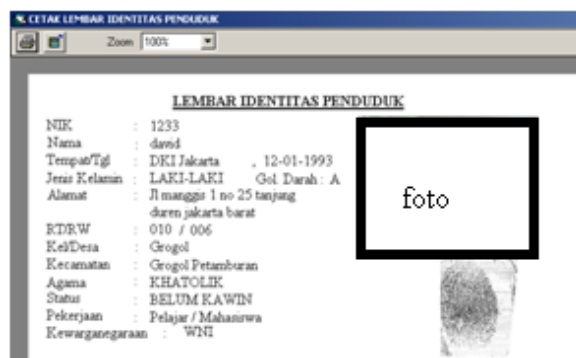 CETAK LEMBAR IDENTITAS PENDUDUK
Zoom 100%
LEMBAR IDENTITAS PENDUDUK
NIK : 1233
Nama : david
Tempat/Tgl : DKI Jakarta , 12-01-1993
Jenis Kelamin : LAKI-LAKI Gol. Darah : A
Alamat : Jl manggis 1 no 25 tanjung
duren jakarta barat
RT/RW : 010 / 006
Kel/Desa : Grogol
Kecamatan : Grogol Petamburan
Agama : KHATOLIK
Status : BELUM KAWIN
Pekerjaan : Pelajar / Mahasiswa
Kewarganegaraan : WNI
foto